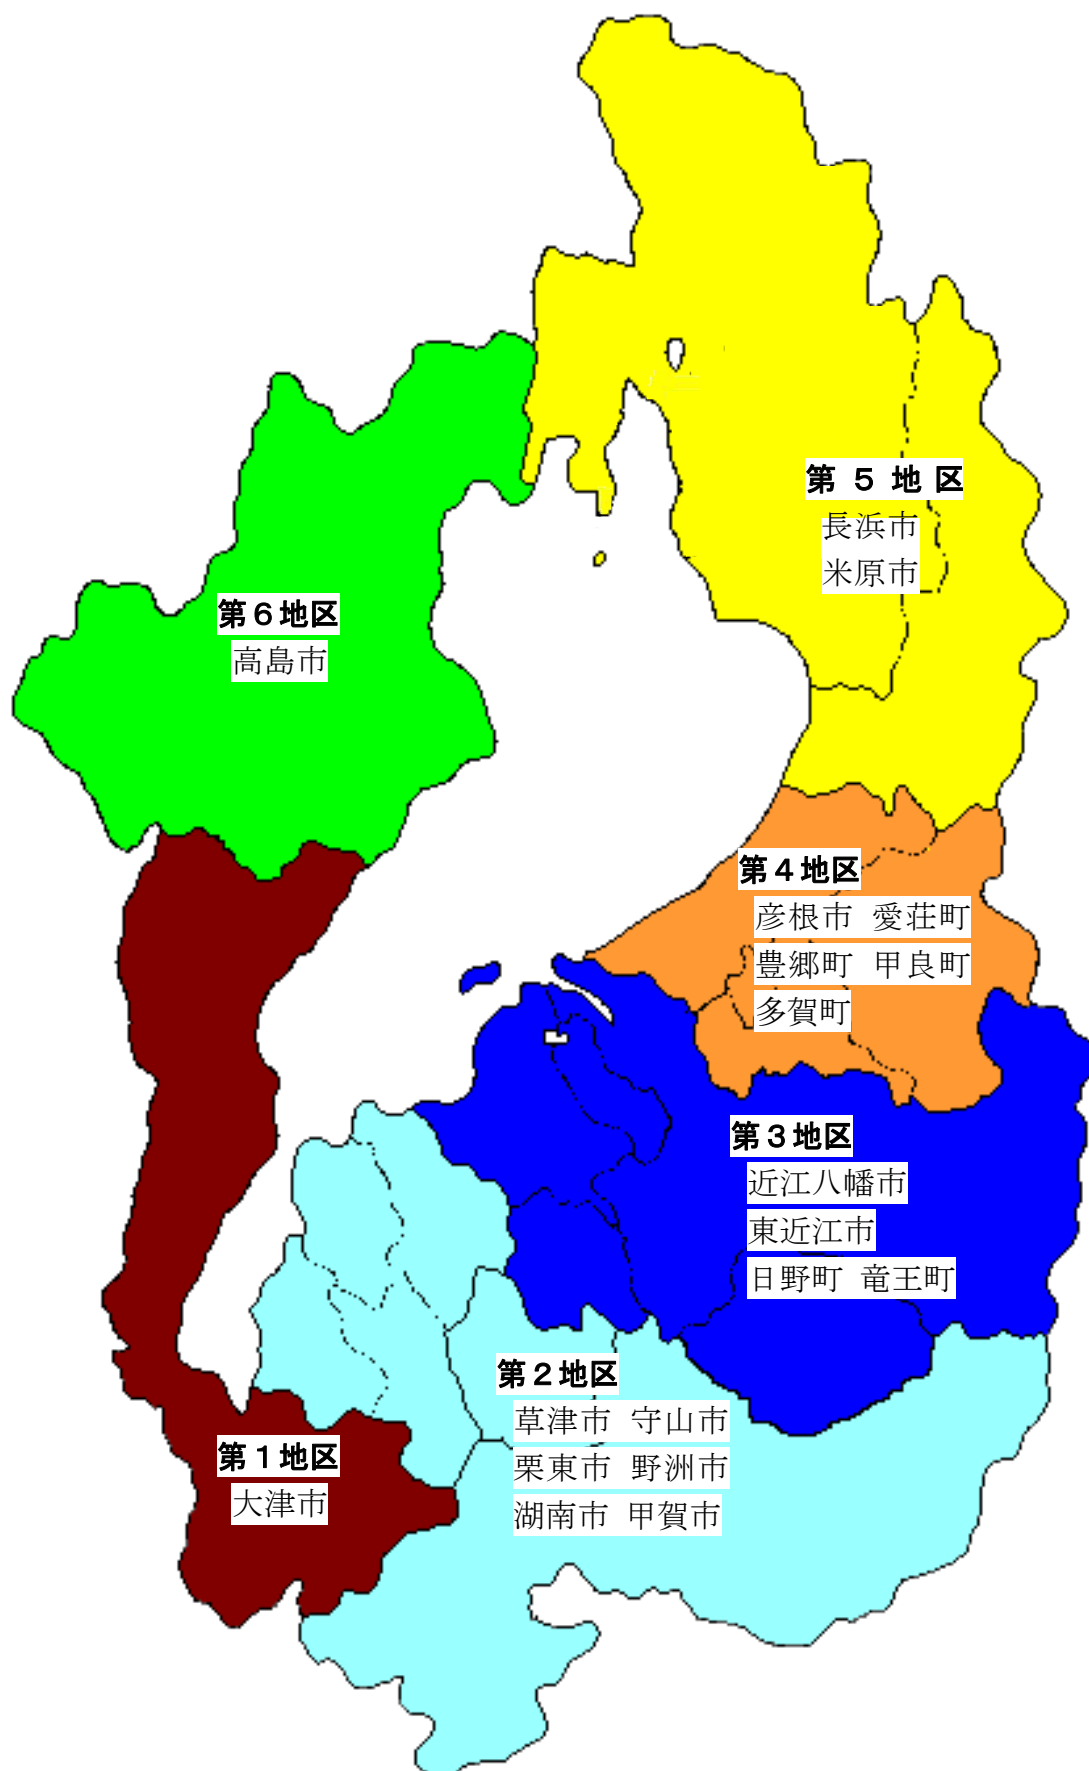 第５地区
長浜市
米原市
第６地区
高島市
第４地区
彦根市 愛荘町
豊郷町 甲良町
多賀町
第３地区
近江八幡市
東近江市
日野町 竜王町
第２地区
草津市 守山市
栗東市 野洲市
湖南市 甲賀市
第１地区
大津市